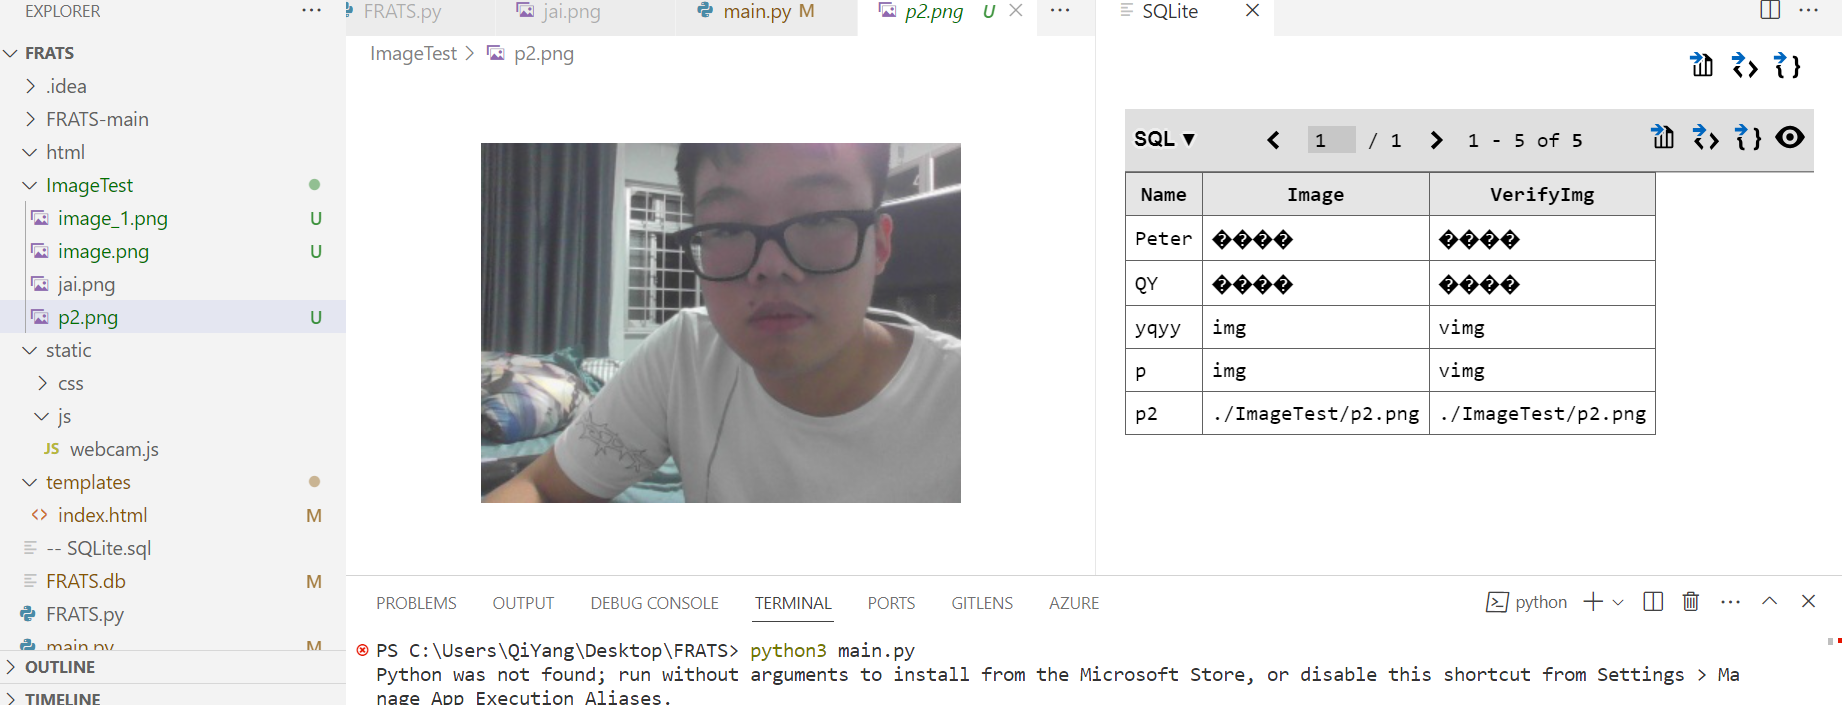 EXPLORER ···
FRATS
.idea
FRATS-main
html
ImageTest
image_1.png U
image.png U
jai.png
p2.png U
static
css
js
JS webcam.js
templates
<> index.html M
-- SQLite.sql
FRATS.db M
FRATS.py
main.py M
OUTLINE
TIMELINE
FRATS.py jai.png main.py M p2.png U ···
ImageTest > p2.png
SQLite ···
SQL ▼ < 1 / 1 > 1 - 5 of 5
Name Image VerifyImg
Peter ���� ����
QY ���� ����
yqyy img vimg
p img vimg
p2 ./ImageTest/p2.png ./ImageTest/p2.png
PROBLEMS OUTPUT DEBUG CONSOLE TERMINAL PORTS GITLENS AZURE python ···
PS C:\Users\QiYang\Desktop\FRATS> python3 main.py
Python was not found; run without arguments to install from the Microsoft Store, or disable this shortcut from Settings > Ma
nage App Execution Aliases.